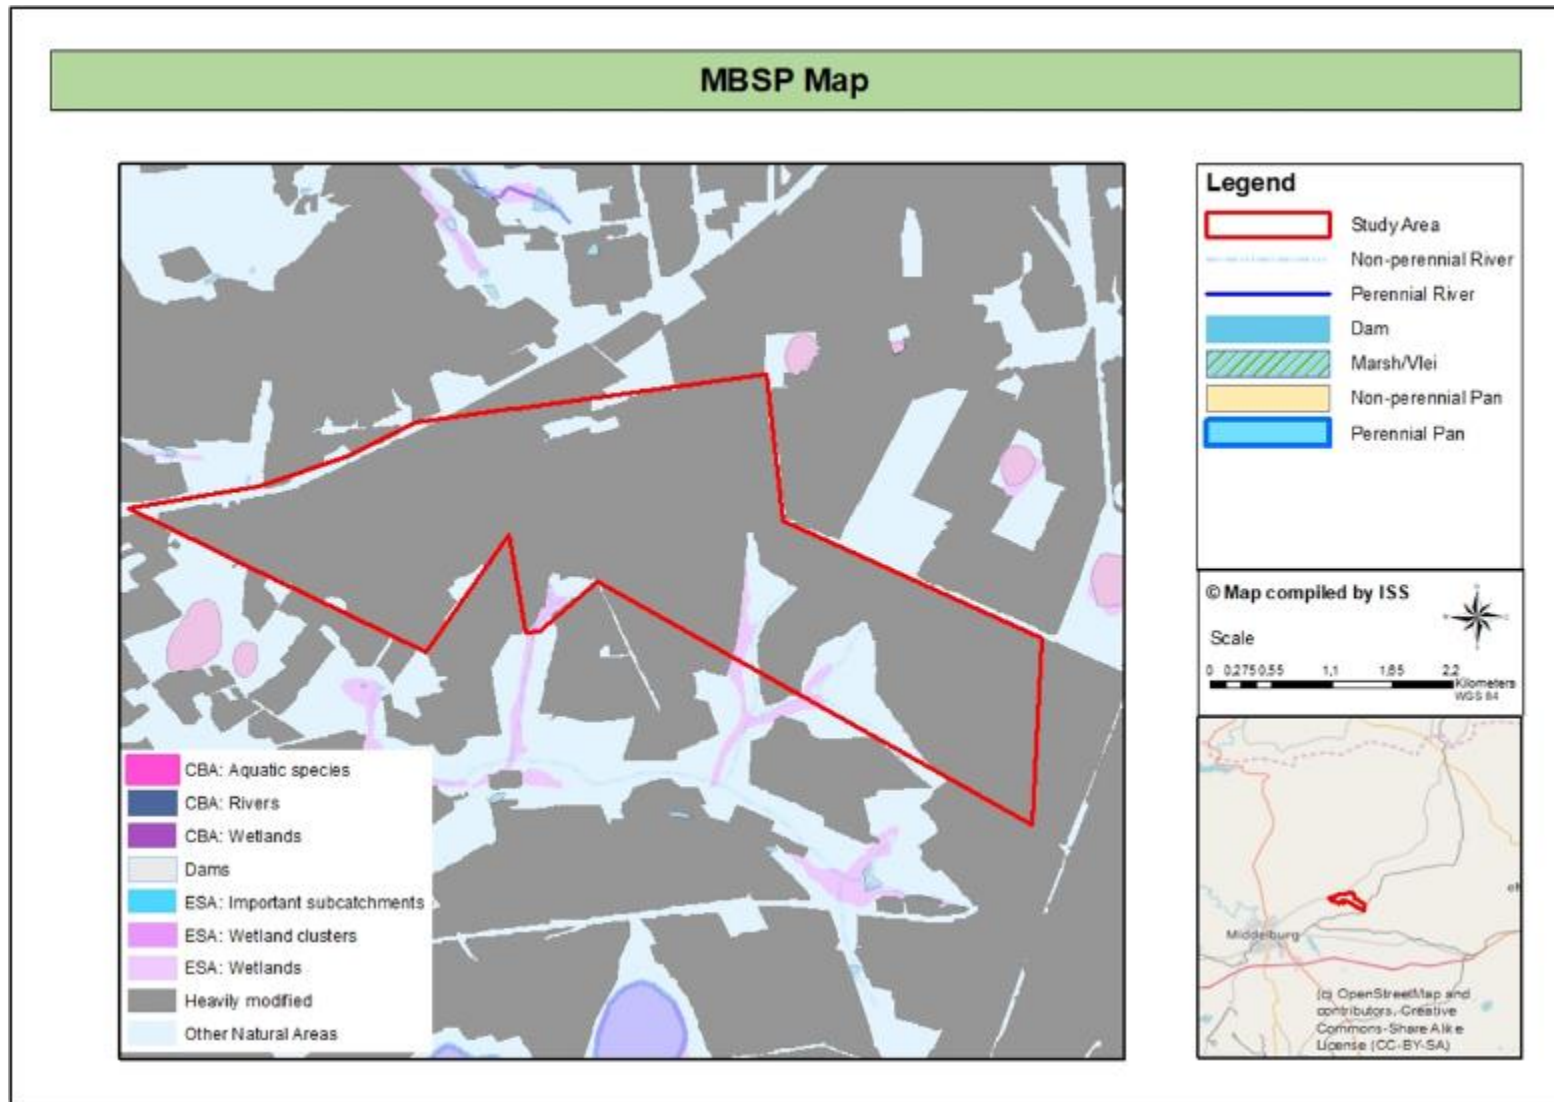 MBSP Map
CBA: Aquatic species
CBA: Rivers
CBA: Wetlands
Dams
ESA: Important subcatchments
ESA: Wetland clusters
ESA: Wetlands
Heavily modified
Other Natural Areas
Legend
Study Area
Non-perennial River
Perennial River
Dam
Marsh/Vlei
Non-perennial Pan
Perennial Pan
© Map compiled by ISS
Scale
0 0,275 0,55 1,1 1,65 2,2
Kilometers
WGS 84
Middelburg
(c) OpenStreetMap and
contributors, Creative
Commons-Share Alike
License (CC-BY-SA)